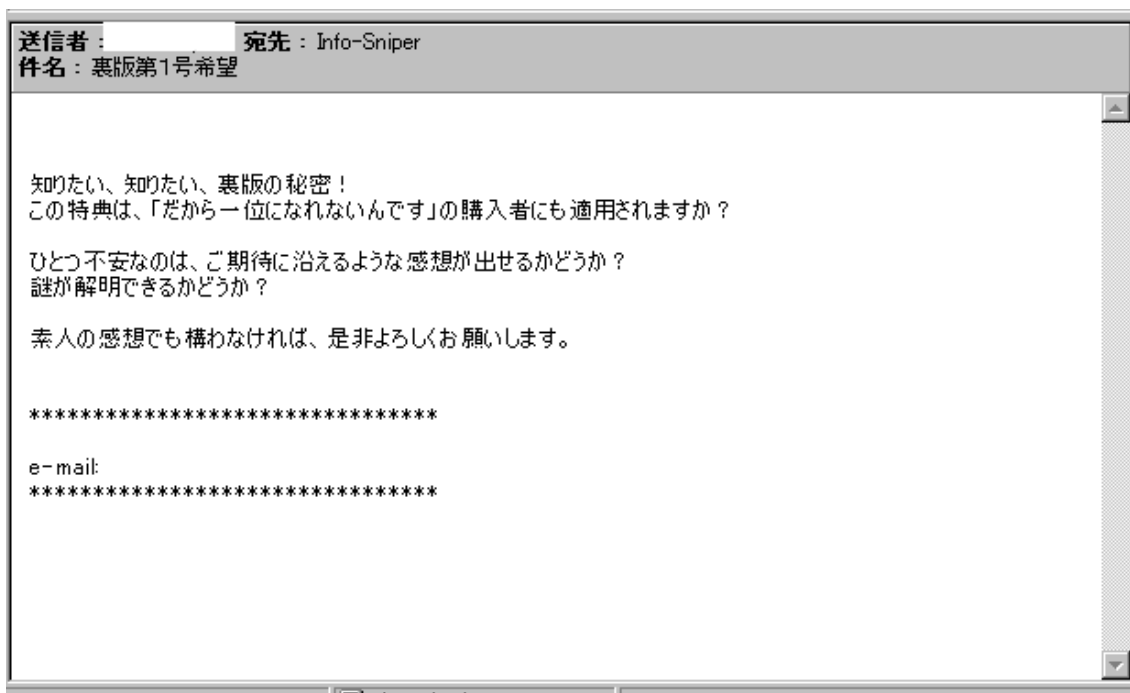 送信者： 宛先： Info-Sniper
件名： 裏版第1号希望
知りたい、知りたい、裏版の秘密！
この特典は、「だから一位になれないんです」の購入者にも適用されますか？
ひとつ不安なのは、ご期待に沿えるような感想が出せるかどうか？
謎が解明できるかどうか？
素人の感想でも構わなければ、是非よろしくお願いします。
********************************
e-mail:
********************************